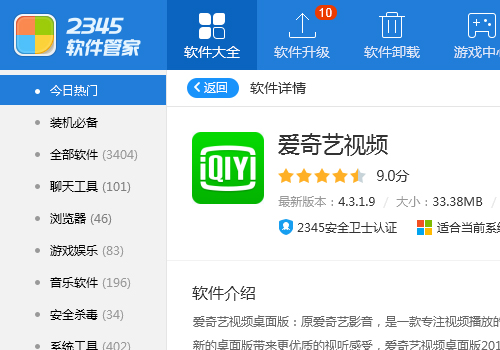 2345
软件管家
软件大全
10
软件升级
软件卸载
游戏中心
今日热门
装机必备
全部软件 (3404)
聊天工具 (101)
浏览器 (46)
游戏娱乐 (83)
音乐软件 (196)
安全杀毒 (34)
系统工具 (402)
返回 软件详情
iQIYI
爱奇艺视频
9.0分
最新版本：4.3.1.9 / 大小：33.38MB /
2345安全卫士认证 适合当前系统
软件介绍
爱奇艺视频桌面版：原爱奇艺影音，是一款专注视频播放的
新的桌面版带来更优质的视听感受，爱奇艺视频桌面版201